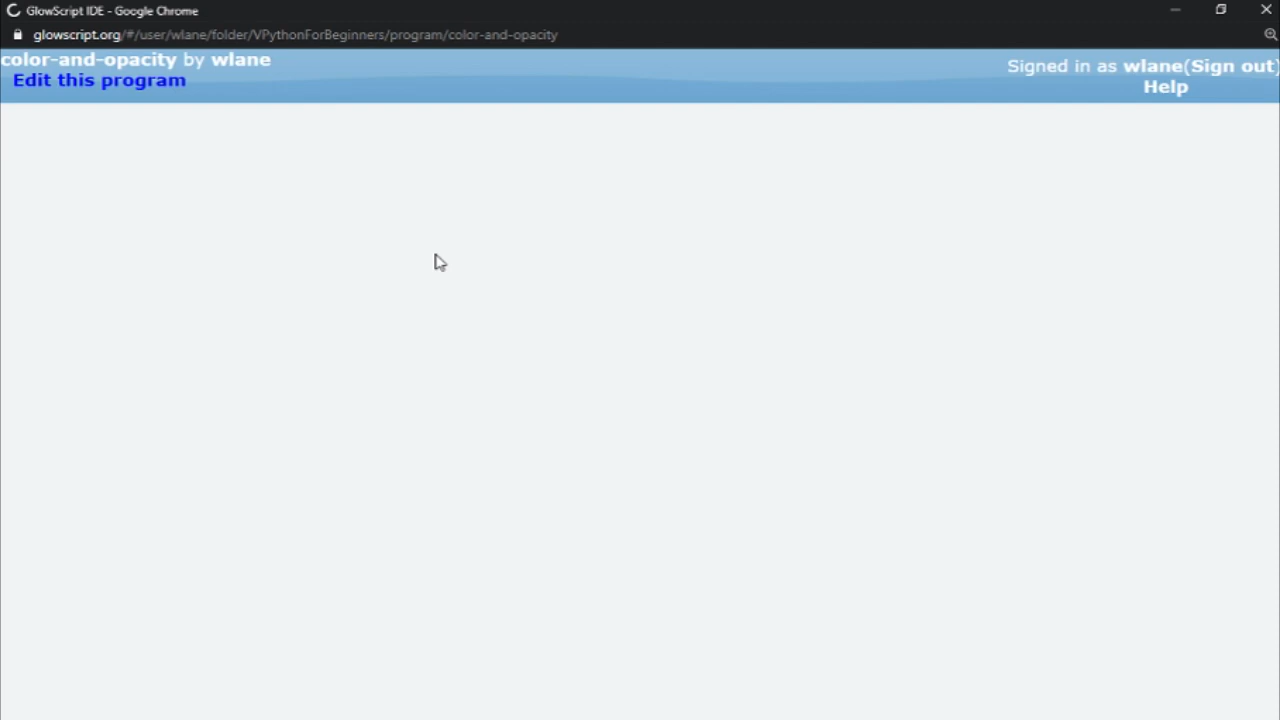 GlowScript IDE - Google Chrome
glowscript.org/#/user/wlane/folder/VPythonForBeginners/program/color-and-opacity
color-and-opacity by wlane
Edit this program
Signed in as wlane(Sign out)
Help